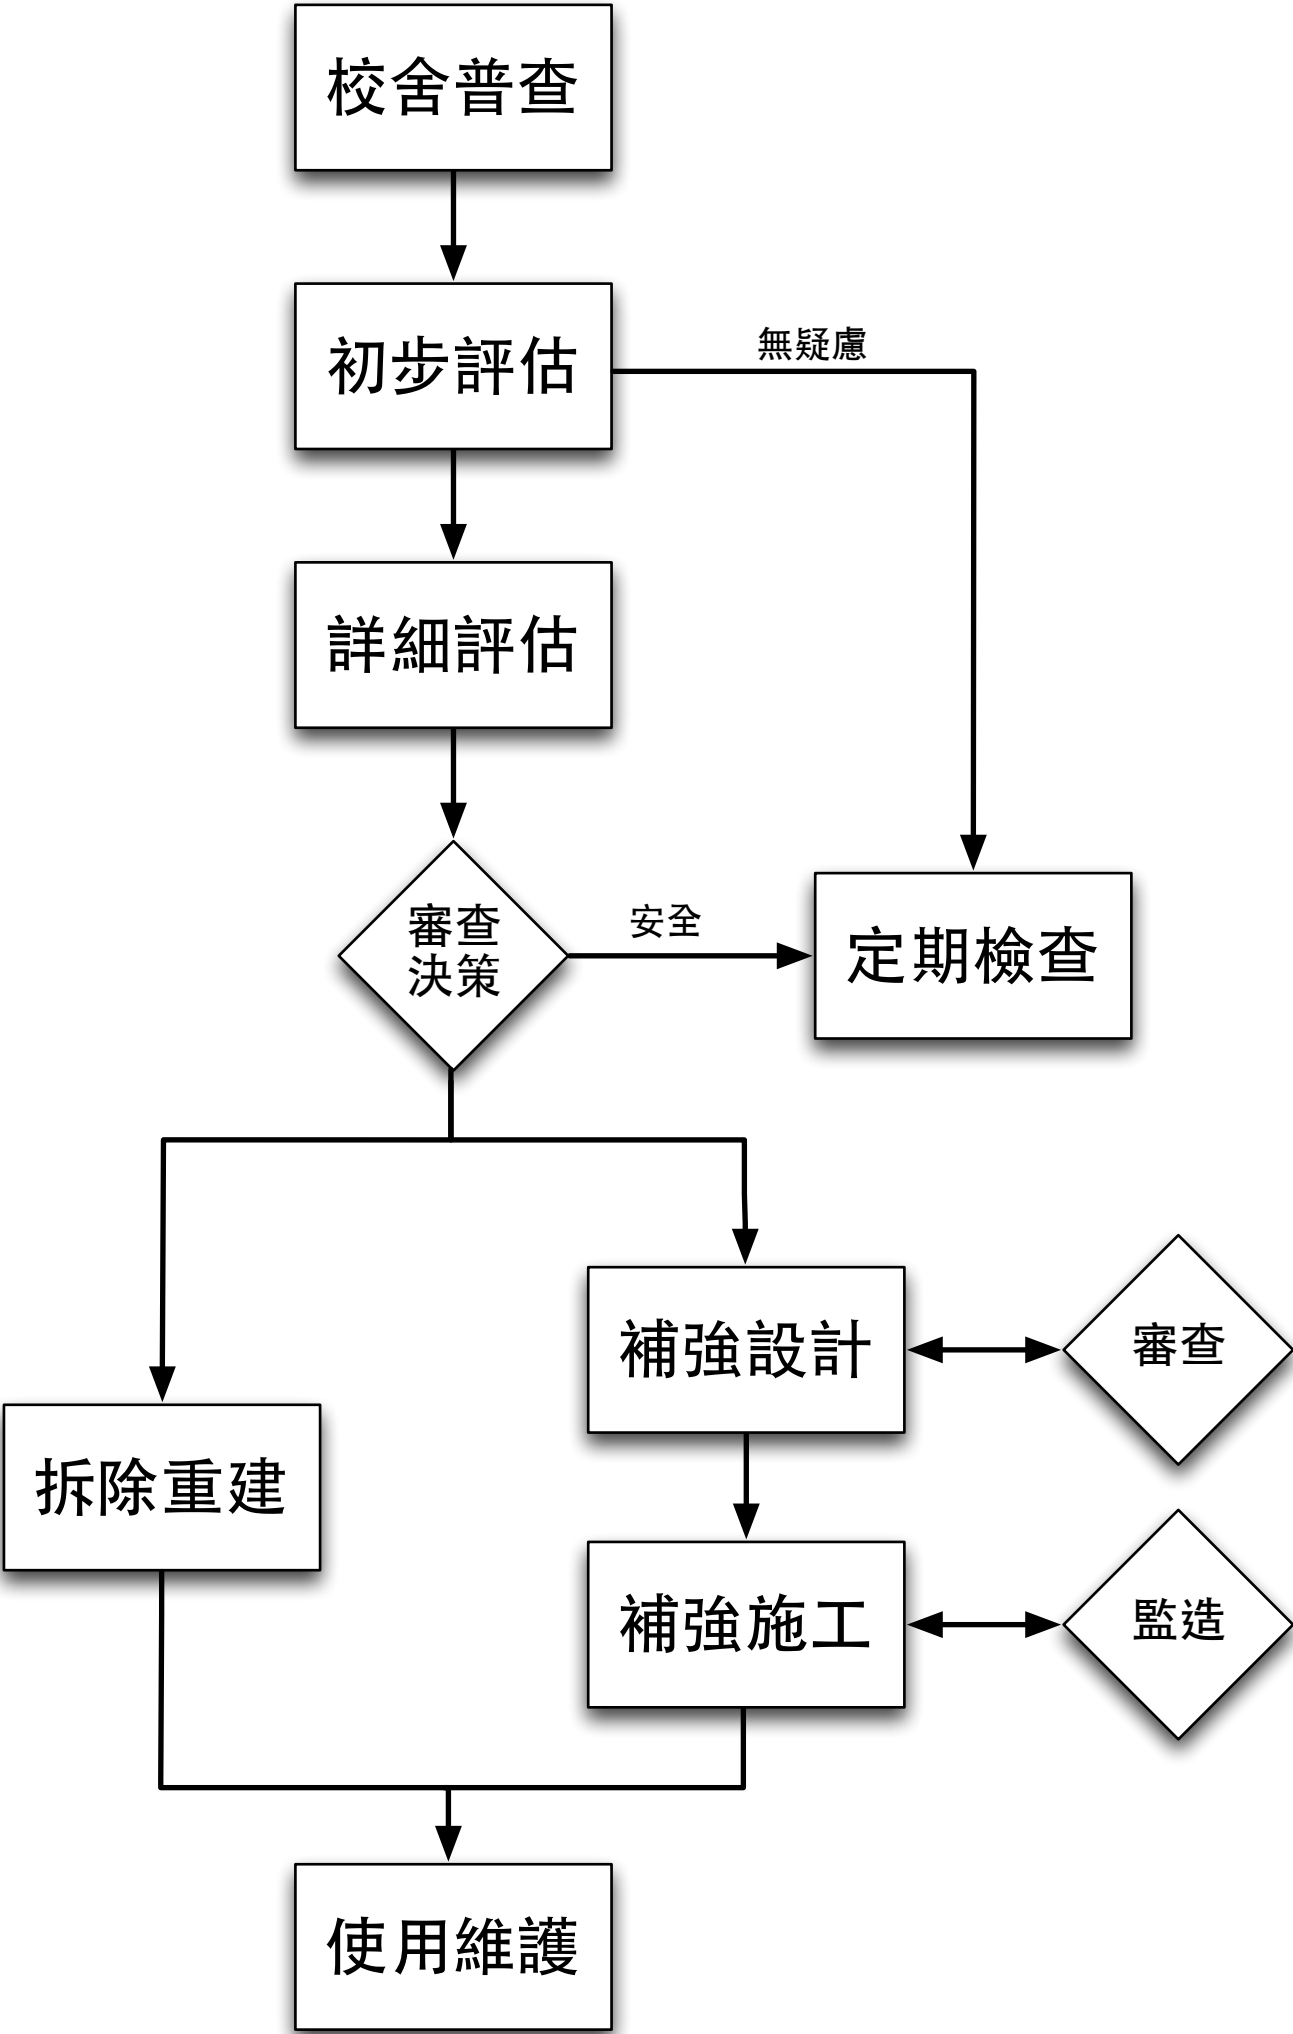 校舍普查
初步評估
無疑慮
詳細評估
審查
決策
安全
定期檢查
補強設計
審查
拆除重建
補強施工
監造
使用維護